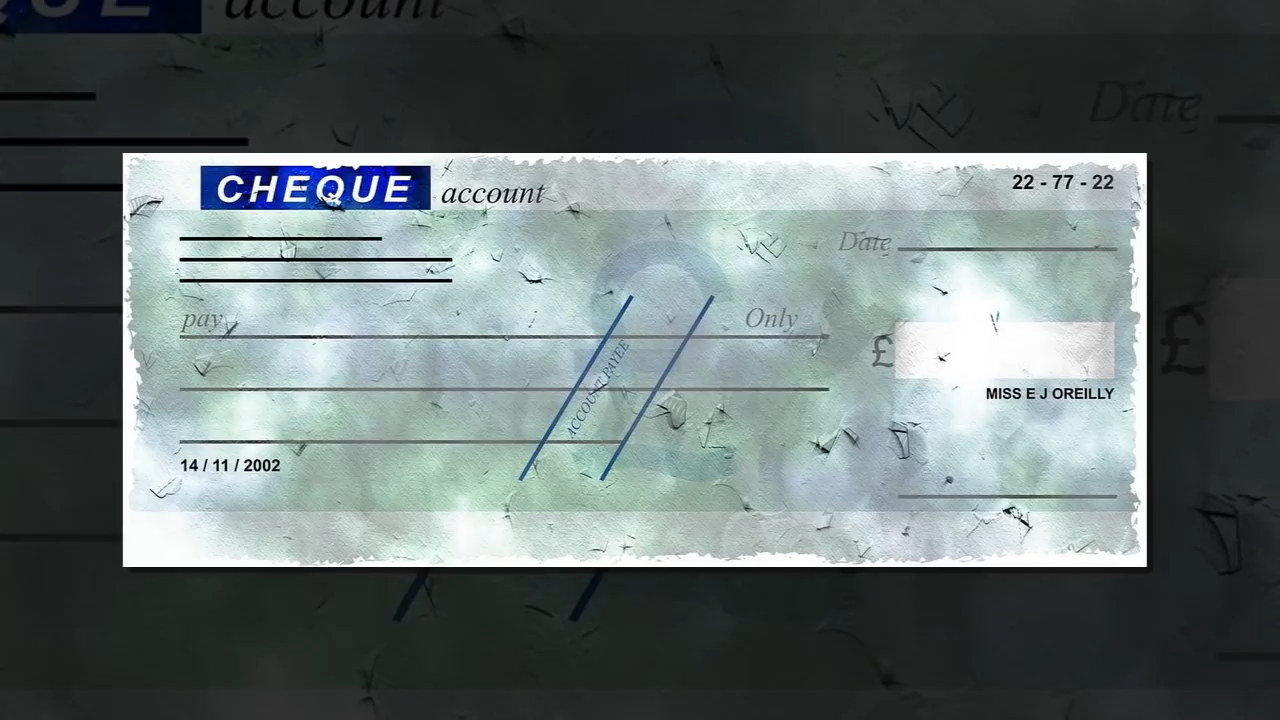 CHEQUE account
22 - 77 - 22
Date
pay
Only
ACCOUNT PAYEE
£
MISS E J OREILLY
14 / 11 / 2002